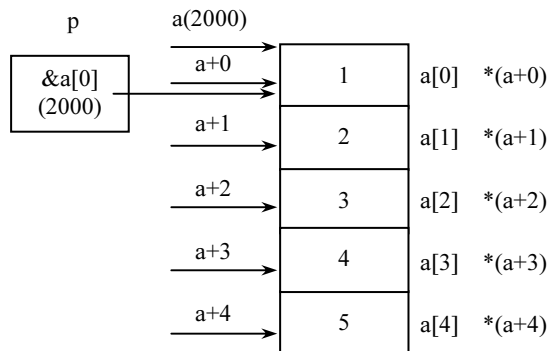 p a(2000)
a+0
&a[0] 1 a[0] *(a+0)
(2000)
a+1 2 a[1] *(a+1)
a+2 3 a[2] *(a+2)
a+3 4 a[3] *(a+3)
a+4 5 a[4] *(a+4)